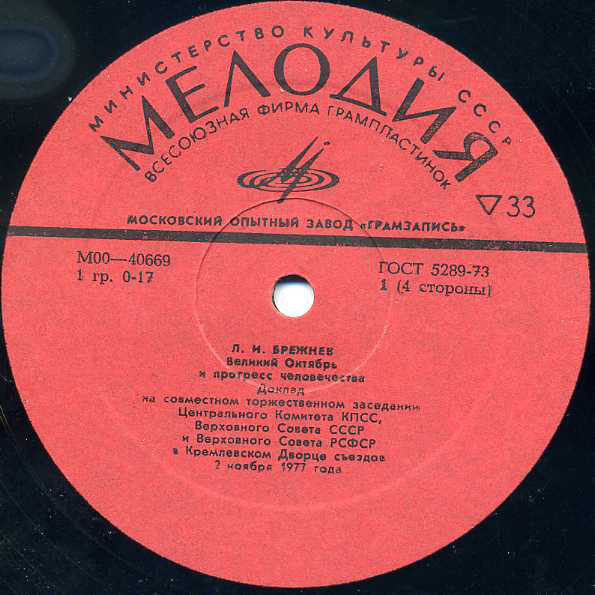 МИНИСТЕРСТВО КУЛЬТУРЫ СССР
МЕЛОДИЯ
ВСЕСОЮЗНАЯ ФИРМА ГРАМПЛАСТИНОК
33
МОСКОВСКИЙ ОПЫТНЫЙ ЗАВОД «ГРАМЗАПИСЬ»
М00—40669
ГОСТ 5289-73
1 гр. 0-17
1 (4 стороны)
Л. И. БРЕЖНЕВ
Великий Октябрь
и прогресс человечества
Доклад
на совместном торжественном заседании
Центрального Комитета КПСС,
Верховного Совета СССР
и Верховного Совета РСФСР
в Кремлевском Дворце съездов
2 ноября 1977 года